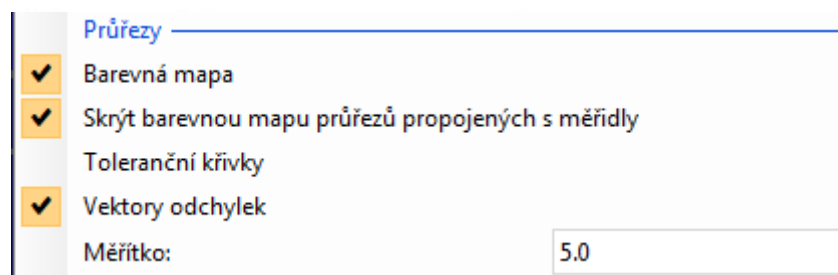 Průřezy
Barevná mapa
Skrýt barevnou mapu průřezů propojených s měřidly
Toleranční křivky
Vektory odchylek
Měřítko: 5.0